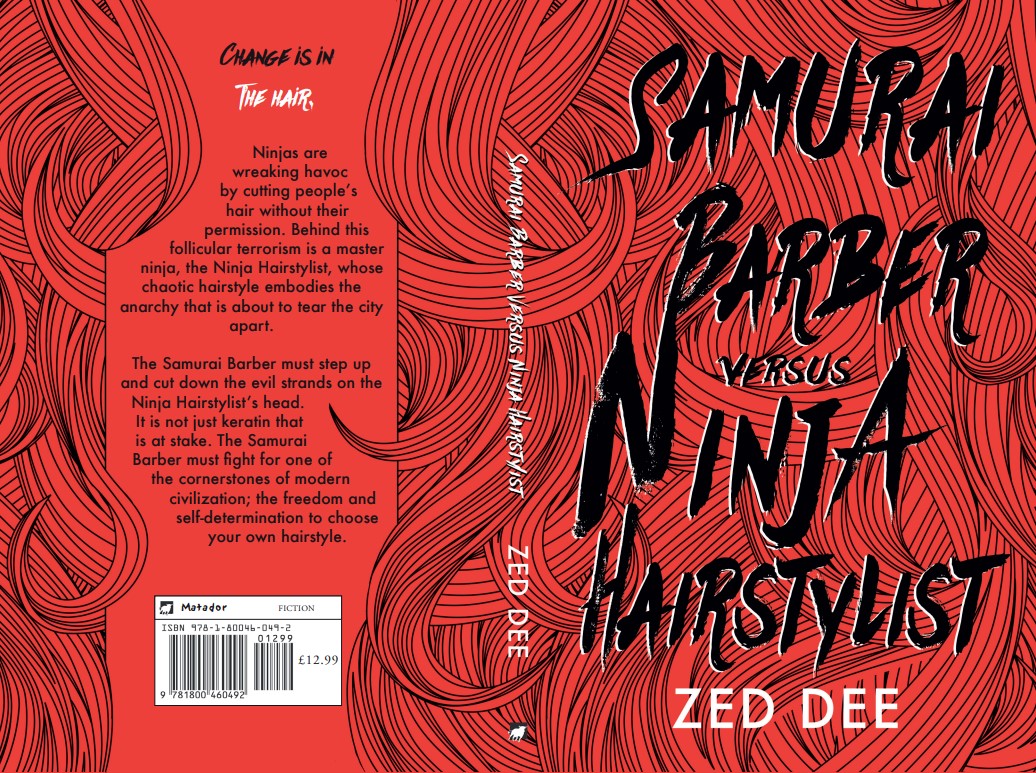 CHANGE IS IN
THE HAIR.
Ninjas are
wreaking havoc
by cutting people's
hair without their
permission. Behind this
follicular terrorism is a master
ninja, the Ninja Hairstylist, whose
chaotic hairstyle embodies the
anarchy that is about to tear the city
apart.
The Samurai Barber must step up
and cut down the evil strands on the
Ninja Hairstylist's head.
It is not just keratin that
is at stake. The Samurai
Barber must fight for one of
the cornerstones of modern
civilization; the freedom and
self-determination to choose
your own hairstyle.
Matador FICTION
ISBN 978-1-80046-049-2
01299
£12.99
9 781800 460492
SAMURAI BARBER VERSUS NINJA HAIRSTYLIST
ZED DEE
SAMURAI
BARBER
VERSUS
NINJA
HAIRSTYLIST
ZED DEE